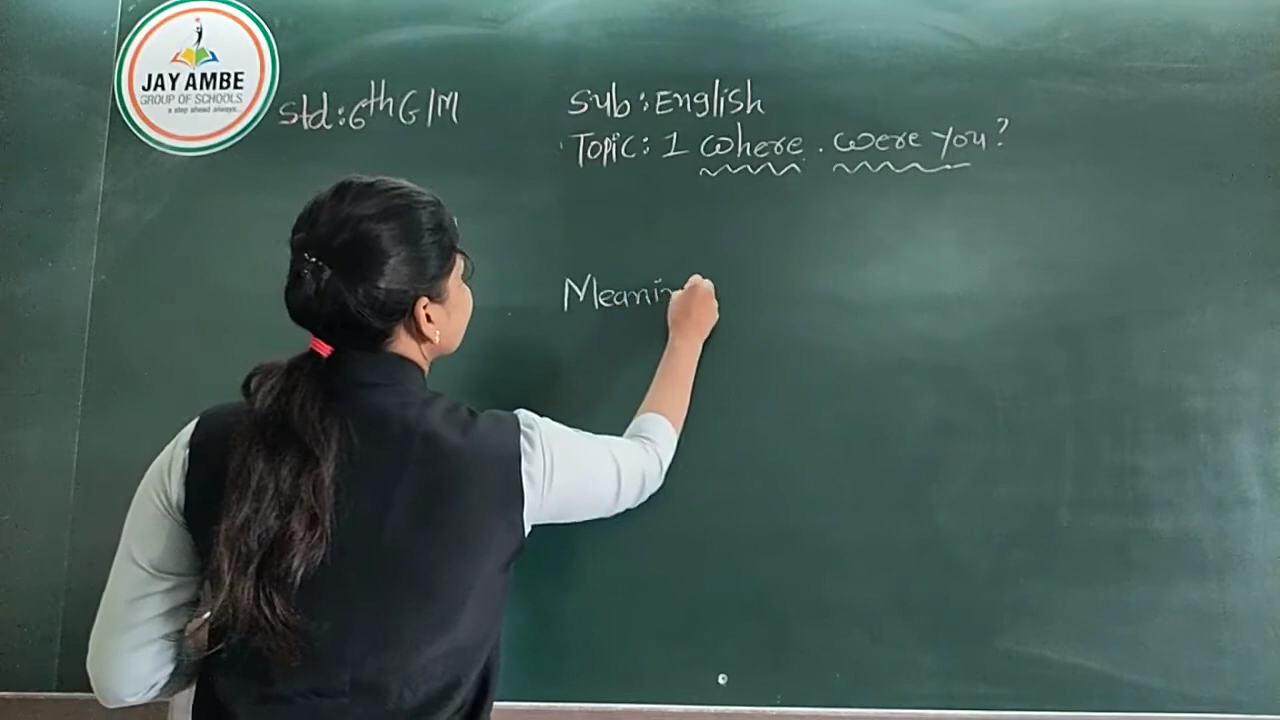 JAY AMBE
GROUP OF SCHOOLS
a step ahead always...
Std: 6th G/M
Sub: English
Topic: 1 Where were you?
Meanin